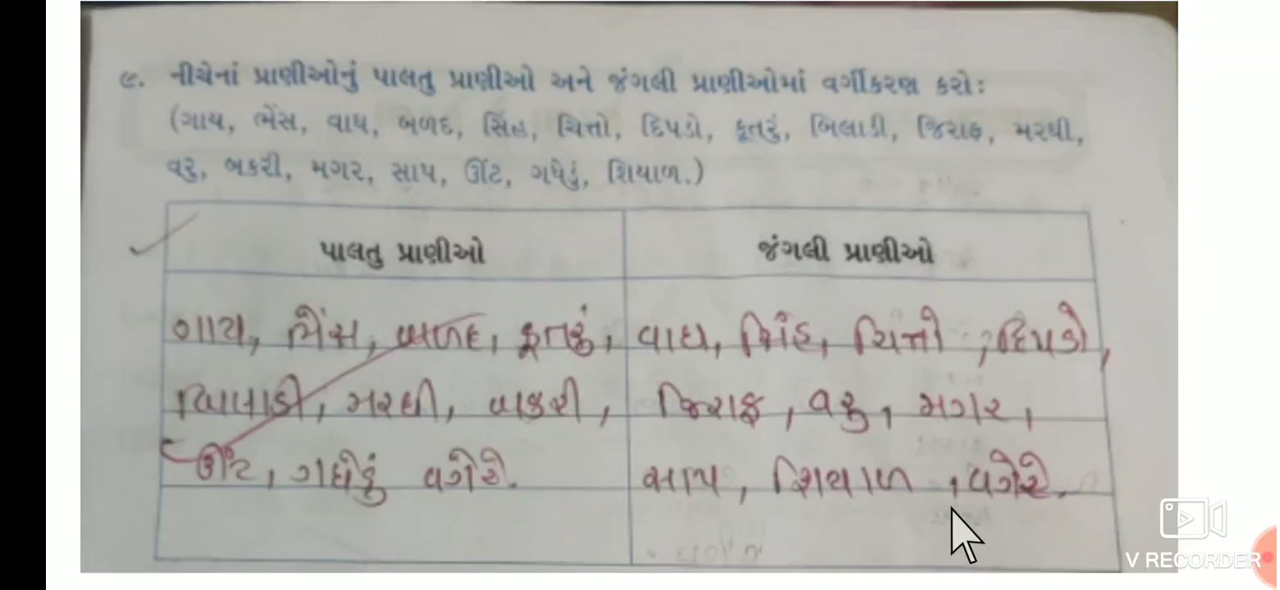 ૯. નીચેનાં પ્રાણીઓનું પાલતુ પ્રાણીઓ અને જંગલી પ્રાણીઓમાં વર્ગીકરણ કરો:
(ગાય, ભેંસ, વાઘ, બળદ, સિંહ, ચિત્તો, દિપડો, કૂતરું, બિલાડી, જિરાફ, મરઘી,
વરુ, બકરી, મગર, સાપ, ઊંટ, ગધેડું, શિયાળ.)
પાલતુ પ્રાણીઓ
ગાય, ભેંસ, બળદ, કૂતરું,
બિલાડી, મરઘી, બકરી,
ઊંટ, ગધેડું વગેરે.
જંગલી પ્રાણીઓ
વાઘ, સિંહ, ચિત્તો, દિપડો,
જિરાફ, વરુ, મગર,
સાપ, શિયાળ, વગેરે.
V RECORDER